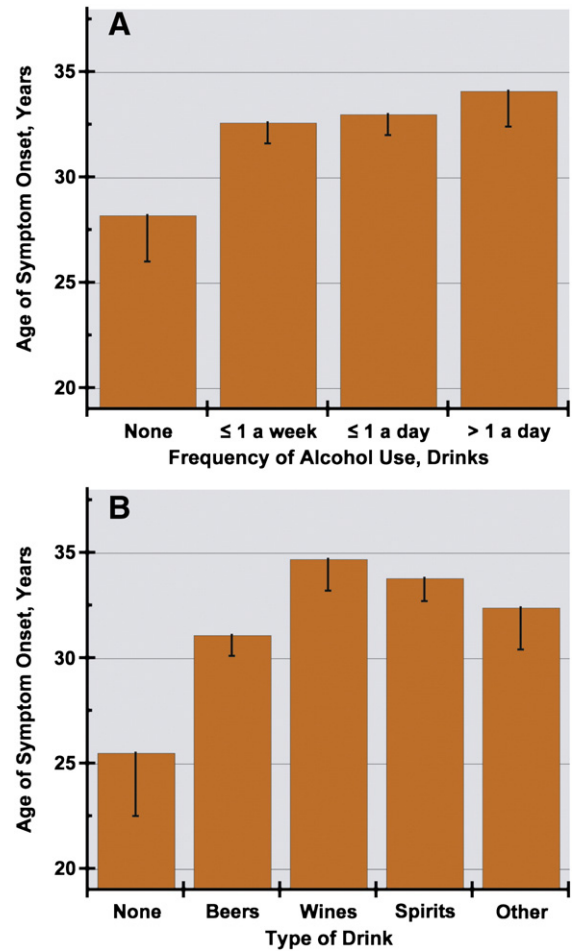 A
Age of Symptom Onset, Years
35
30
25
20
None ≤ 1 a week ≤ 1 a day > 1 a day
Frequency of Alcohol Use, Drinks
B
Age of Symptom Onset, Years
35
30
25
20
None Beers Wines Spirits Other
Type of Drink